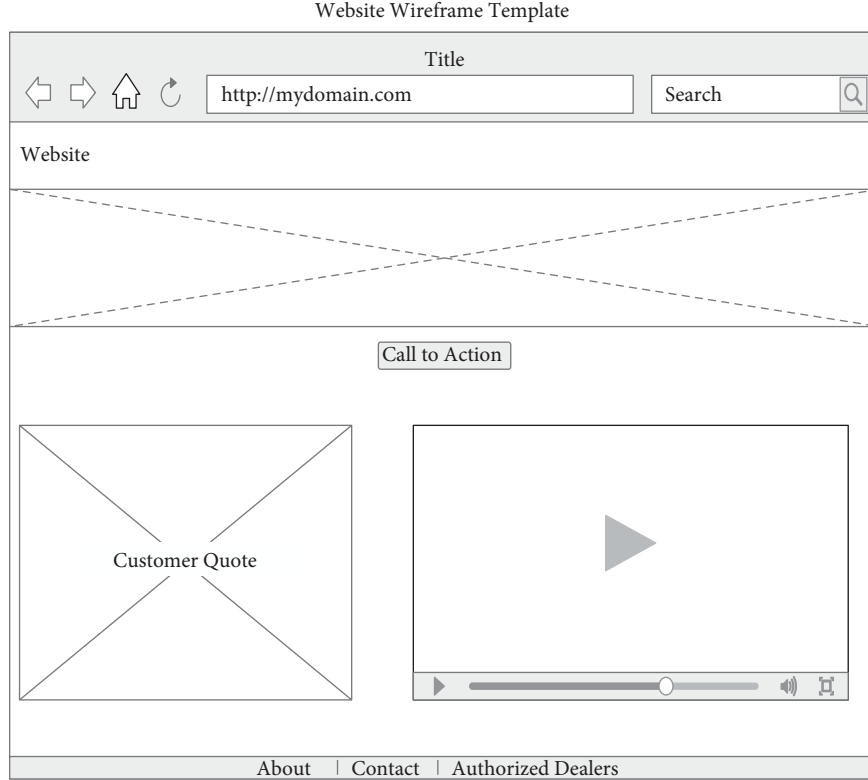 Website Wireframe Template
Title
http://mydomain.com
Search
Website
Call to Action
Customer Quote
About | Contact | Authorized Dealers